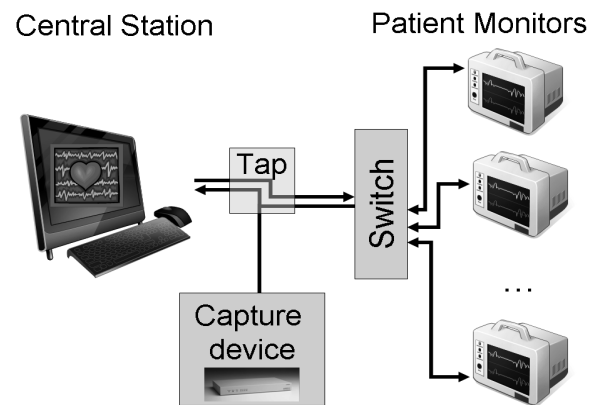 Central Station
Patient Monitors
Tap
Switch
...
Capture
device